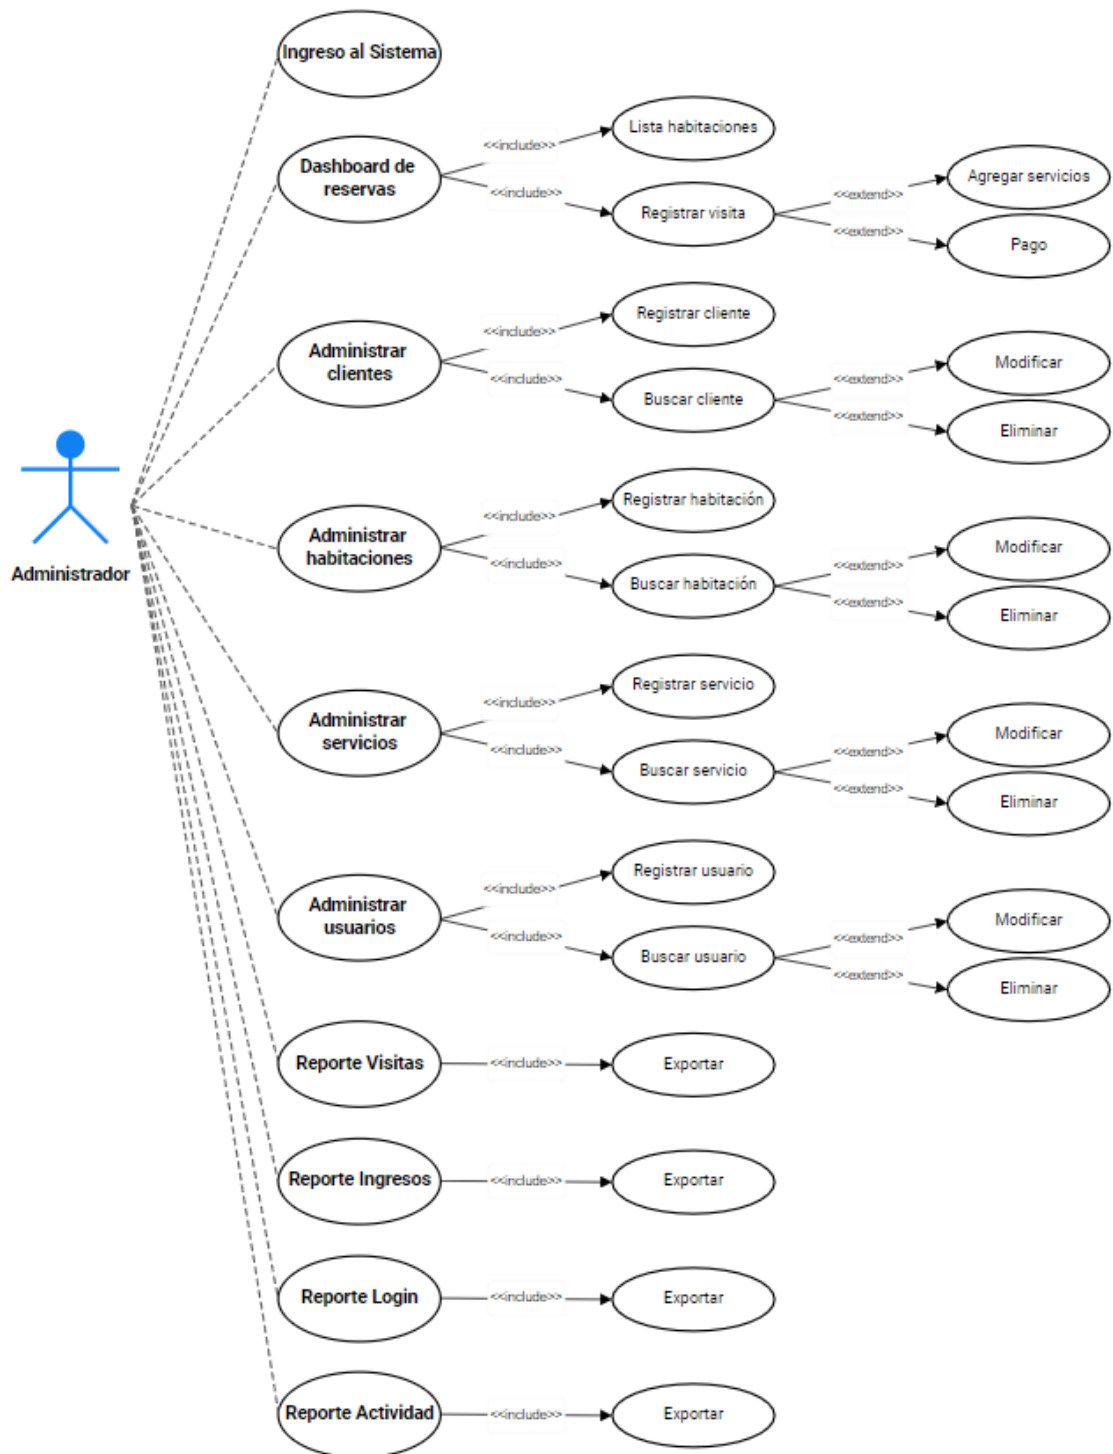 Ingreso al Sistema
Dashboard de
reservas
<<include>>
Lista habitaciones
<<include>>
Registrar visita
<<extend>>
Agregar servicios
<<extend>>
Pago
Administrar
clientes
<<include>>
Registrar cliente
<<include>>
Buscar cliente
<<extend>>
Modificar
<<extend>>
Eliminar
Administrador
Administrar
habitaciones
<<include>>
Registrar habitación
<<include>>
Buscar habitación
<<extend>>
Modificar
<<extend>>
Eliminar
Administrar
servicios
<<include>>
Registrar servicio
<<include>>
Buscar servicio
<<extend>>
Modificar
<<extend>>
Eliminar
Administrar
usuarios
<<include>>
Registrar usuario
<<include>>
Buscar usuario
<<extend>>
Modificar
<<extend>>
Eliminar
Reporte Visitas
<<include>>
Exportar
Reporte Ingresos
<<include>>
Exportar
Reporte Login
<<include>>
Exportar
Reporte Actividad
<<include>>
Exportar